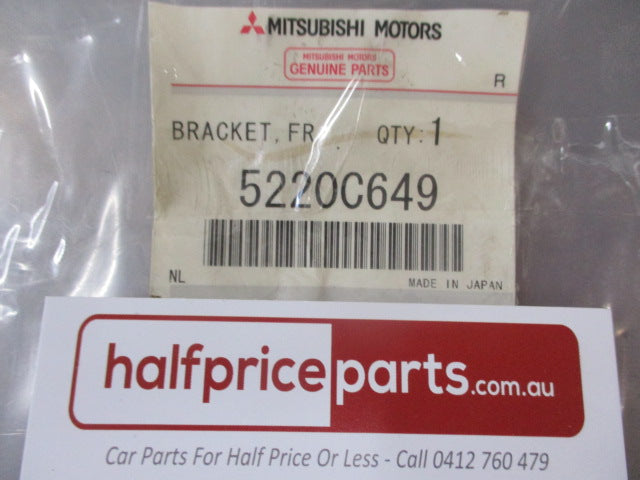 MITSUBISHI MOTORS
MITSUBISHI MOTORS
GENUINE PARTS
R
BRACKET, FR QTY:1
5220C649
NL MADE IN JAPAN
halfpriceparts.com.au
Car Parts For Half Price Or Less - Call 0412 760 479